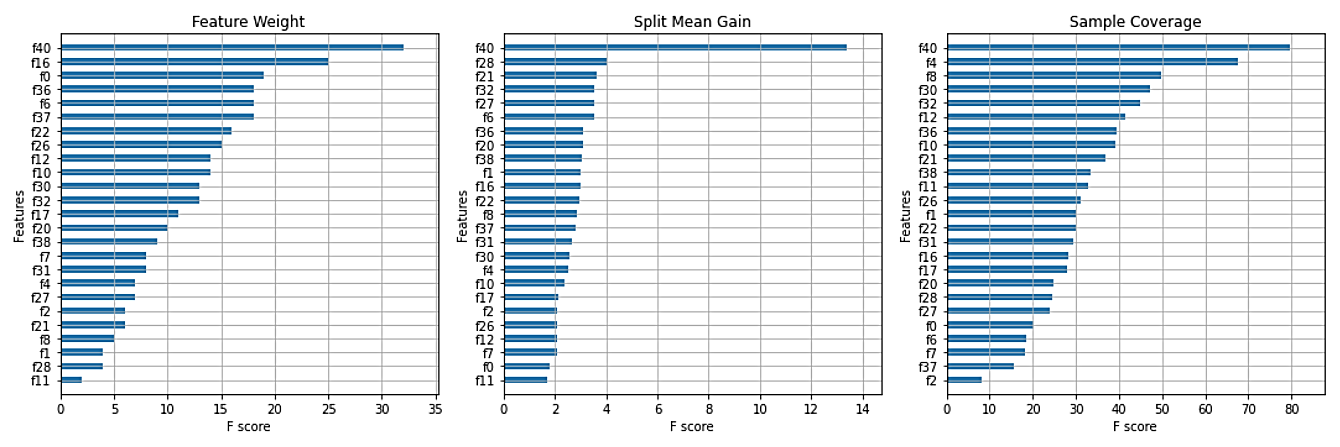 Feature Weight
Features
f40
f16
f0
f36
f6
f37
f22
f26
f12
f10
f30
f32
f17
f20
f38
f7
f31
f4
f27
f2
f21
f8
f1
f28
f11
0 5 10 15 20 25 30 35
F score
Split Mean Gain
Features
f40
f28
f21
f32
f27
f6
f36
f20
f38
f1
f16
f22
f8
f37
f31
f30
f4
f10
f17
f2
f26
f12
f7
f0
f11
0 2 4 6 8 10 12 14
F score
Sample Coverage
Features
f40
f4
f8
f30
f32
f12
f36
f10
f21
f38
f11
f26
f1
f22
f31
f16
f17
f20
f28
f27
f0
f6
f7
f37
f2
0 10 20 30 40 50 60 70 80
F score